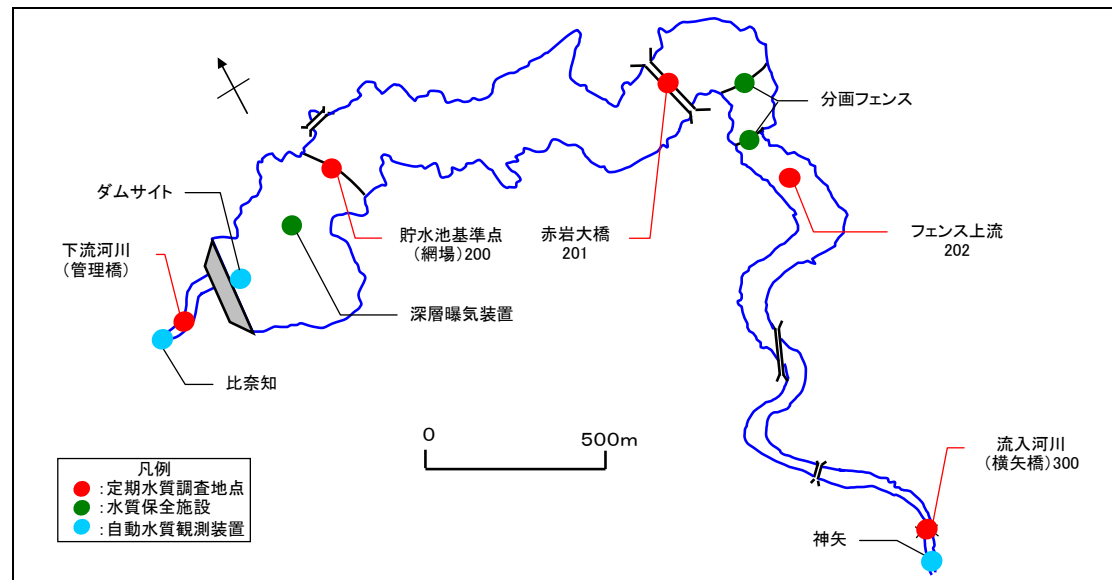 分画フェンス
ダムサイト
下流河川
(管理橋)
貯水池基準点
(網場)200
赤岩大橋
201
フェンス上流
202
深層曝気装置
比奈知
0
500m
流入河川
(横矢橋)300
神矢
凡例
:定期水質調査地点
:水質保全施設
:自動水質観測装置